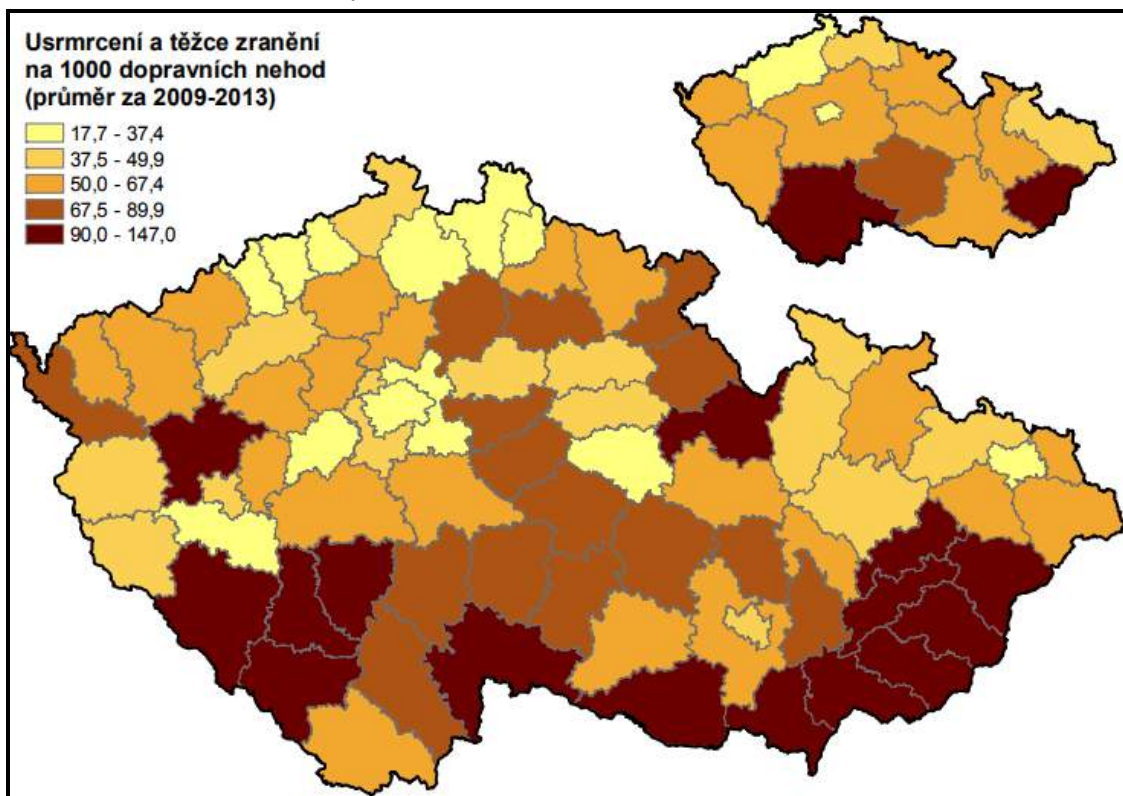 Usrmrcení a těžce zranění
na 1000 dopravních nehod
(průměr za 2009-2013)
17,7 - 37,4
37,5 - 49,9
50,0 - 67,4
67,5 - 89,9
90,0 - 147,0